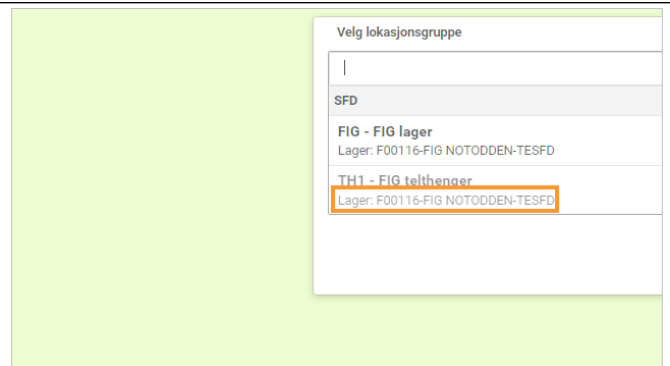 Velg lokasjonsgruppe
SFD
FIG - FIG lager
Lager: F00116-FIG NOTODDEN-TESFD
TH1 - FIG telthenger
Lager: F00116-FIG NOTODDEN-TESFD